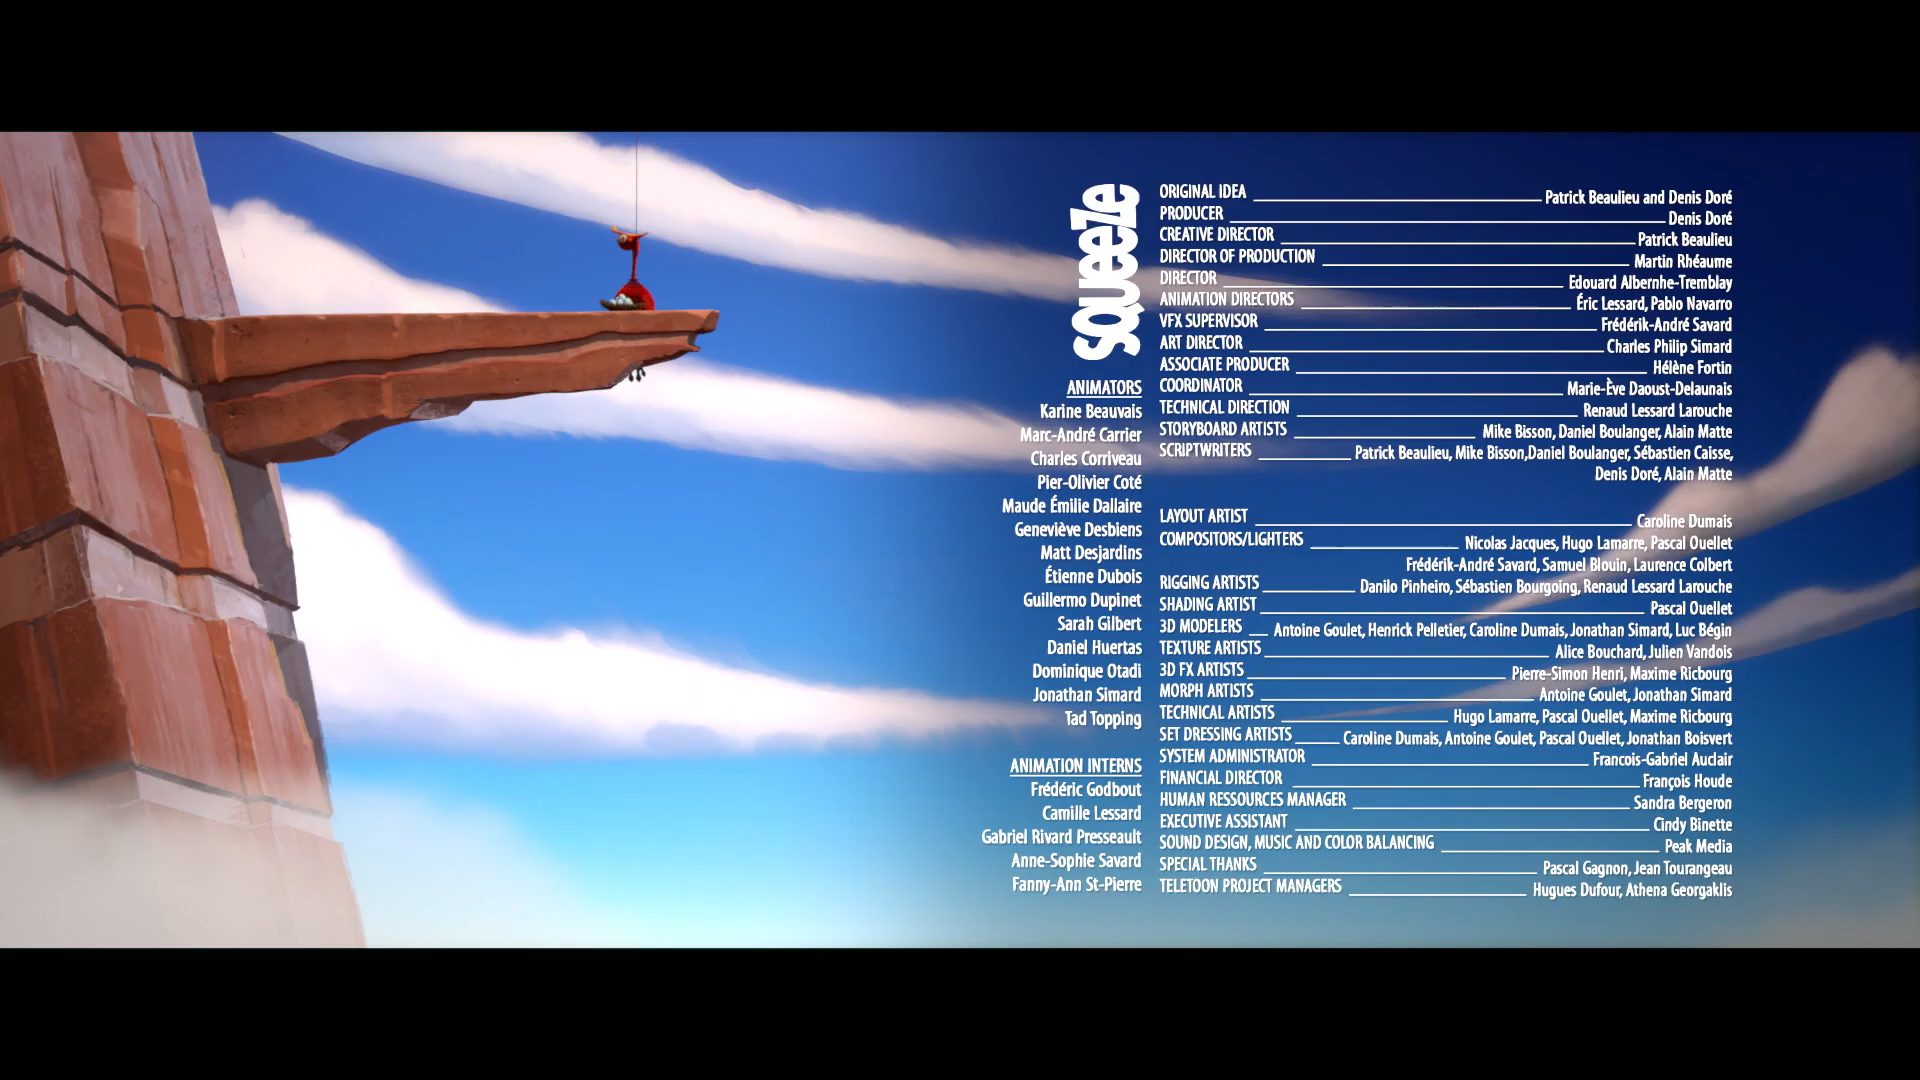 squeeze
ANIMATORS
Karine Beauvais
Marc-André Carrier
Charles Corriveau
Pier-Olivier Coté
Maude Émilie Dallaire
Geneviève Desbiens
Matt Desjardins
Étienne Dubois
Guillermo Dupinet
Sarah Gilbert
Daniel Huertas
Dominique Otadi
Jonathan Simard
Tad Topping
ANIMATION INTERNS
Frédéric Godbout
Camille Lessard
Gabriel Rivard Presseault
Anne-Sophie Savard
Fanny-Ann St-Pierre
ORIGINAL IDEA Patrick Beaulieu and Denis Doré
PRODUCER Denis Doré
CREATIVE DIRECTOR Patrick Beaulieu
DIRECTOR OF PRODUCTION Martin Rhéaume
DIRECTOR Edouard Albernhe-Tremblay
ANIMATION DIRECTORS Éric Lessard, Pablo Navarro
VFX SUPERVISOR Frédérik-André Savard
ART DIRECTOR Charles Philip Simard
ASSOCIATE PRODUCER Hélène Fortin
COORDINATOR Marie-Ève Daoust-Delaunais
TECHNICAL DIRECTION Renaud Lessard Larouche
STORYBOARD ARTISTS Mike Bisson, Daniel Boulanger, Alain Matte
SCRIPTWRITERS Patrick Beaulieu, Mike Bisson,Daniel Boulanger, Sébastien Caisse,
Denis Doré, Alain Matte
LAYOUT ARTIST Caroline Dumais
COMPOSITORS/LIGHTERS Nicolas Jacques, Hugo Lamarre, Pascal Ouellet
Frédérik-André Savard, Samuel Blouin, Laurence Colbert
RIGGING ARTISTS Danilo Pinheiro, Sébastien Bourgoing, Renaud Lessard Larouche
SHADING ARTIST Pascal Ouellet
3D MODELERS Antoine Goulet, Henrick Pelletier, Caroline Dumais, Jonathan Simard, Luc Bégin
TEXTURE ARTISTS Alice Bouchard, Julien Vandois
3D FX ARTISTS Pierre-Simon Henri, Maxime Ricbourg
MORPH ARTISTS Antoine Goulet, Jonathan Simard
TECHNICAL ARTISTS Hugo Lamarre, Pascal Ouellet, Maxime Ricbourg
SET DRESSING ARTISTS Caroline Dumais, Antoine Goulet, Pascal Ouellet, Jonathan Boisvert
SYSTEM ADMINISTRATOR Francois-Gabriel Auclair
FINANCIAL DIRECTOR François Houde
HUMAN RESSOURCES MANAGER Sandra Bergeron
EXECUTIVE ASSISTANT Cindy Binette
SOUND DESIGN, MUSIC AND COLOR BALANCING Peak Media
SPECIAL THANKS Pascal Gagnon, Jean Tourangeau
TELETOON PROJECT MANAGERS Hugues Dufour, Athena Georgaklis